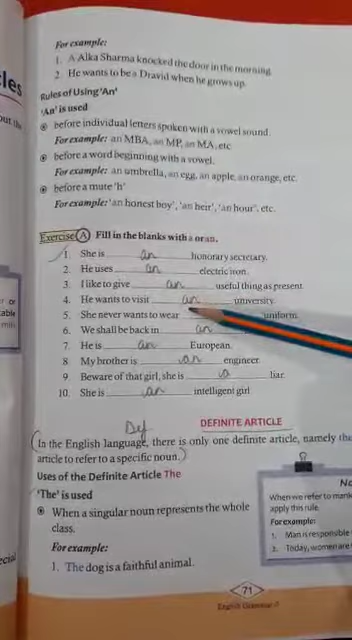 For example:
1. A Alka Sharma knocked the door in the morning
2. He wants to be a Dravid when he grows up.
Rules of Using 'An'
'An' is used
before individual letters spoken with a vowel sound
For example: an MBA, an MP, an MA, etc
before a word beginning with a vowel.
For example: an umbrella, an egg, an apple, an orange, etc.
before a mute 'h'
For example: 'an honest boy', 'an heir', 'an hour', etc.
Exercise A Fill in the blanks with a or an.
1. She is an honorary secretary.
2. He uses an electric iron.
3. I like to give an useful thing as present.
4. He wants to visit an university.
5. She never wants to wear uniform.
6. We shall be back in an
7. He is an European.
8 My brother is an engineer.
9 Beware of that girl, she is a liar.
10. She is an intelligent girl
Def
DEFINITE ARTICLE
(In the English language, there is only one definite article, namely the
article to refer to a specific noun.)
Uses of the Definite Article The
'The' is used
When a singular noun represents the whole
class.
For example:
1. The dog is a faithful animal.
No
When we refer to mank
apply this rule.
For example:
1. Man is responsible
2. Today, women are
71
English Grammar
cles
out the
or
able
ecial